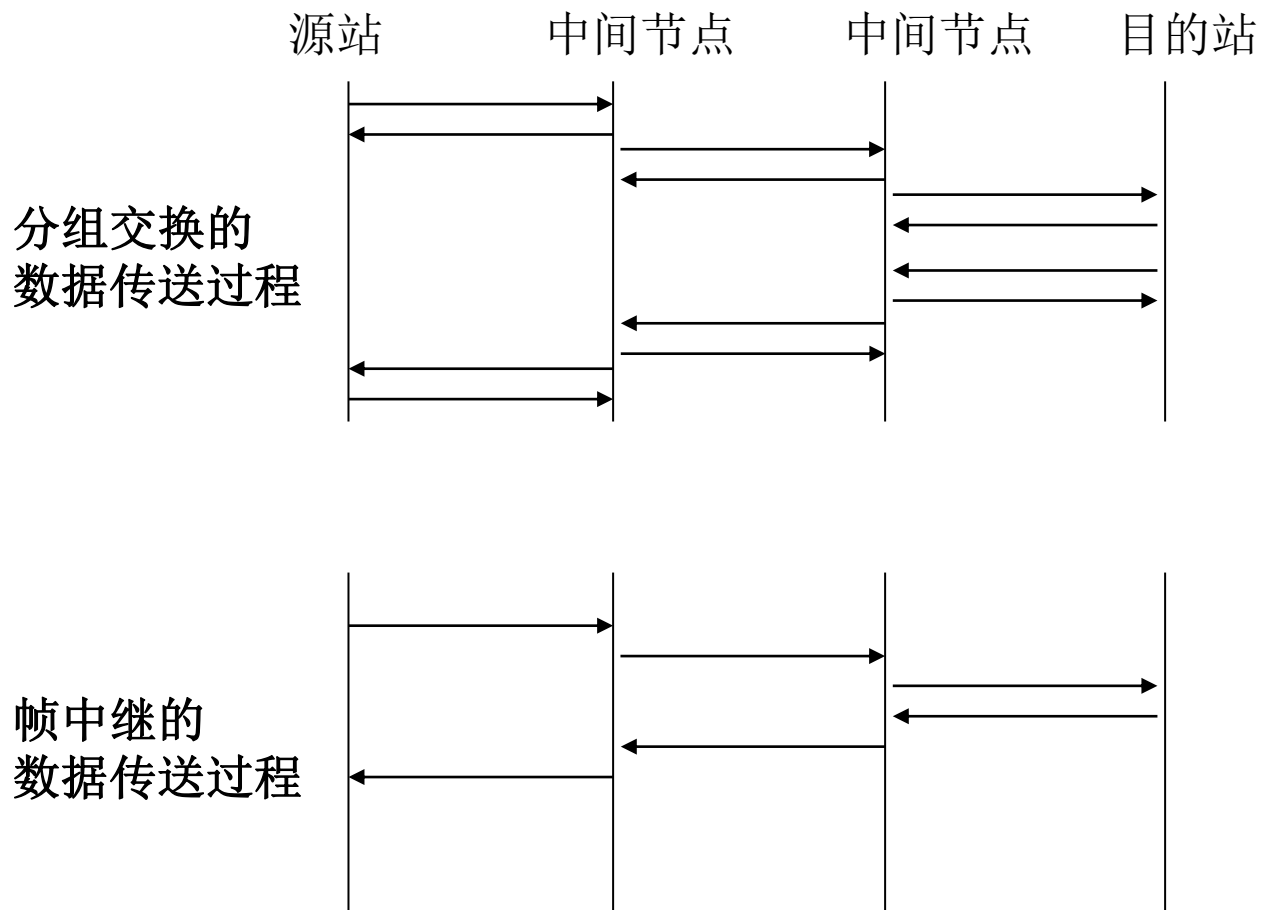 源站 中间节点 中间节点 目的站
分组交换的
数据传送过程
帧中继的
数据传送过程